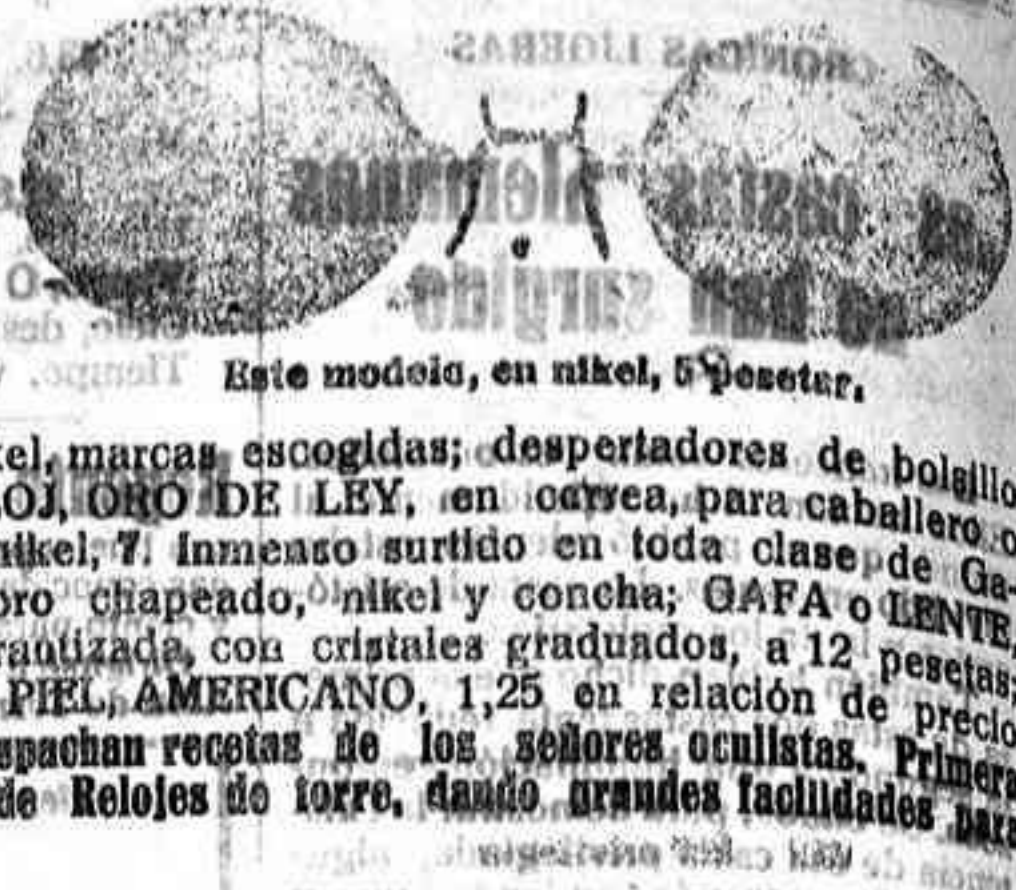 Este modelo, en nikel, 5 pesetas.
kel, marcas escogidas; despertadores de bolsillo
LOJ, ORO DE LEY, en correa, para caballero o
nikel, 7. Inmenso surtido en toda clase de Ga-
oro chapeado, nikel y concha; GAFA o LENTE,
rantizada, con cristales graduados, a 12 pesetas;
PIEL AMERICANO, 1,25 en relación de precio
spachan recetas de los señores oculistas. Primera
de Relojes de torre, dando grandes facilidades para